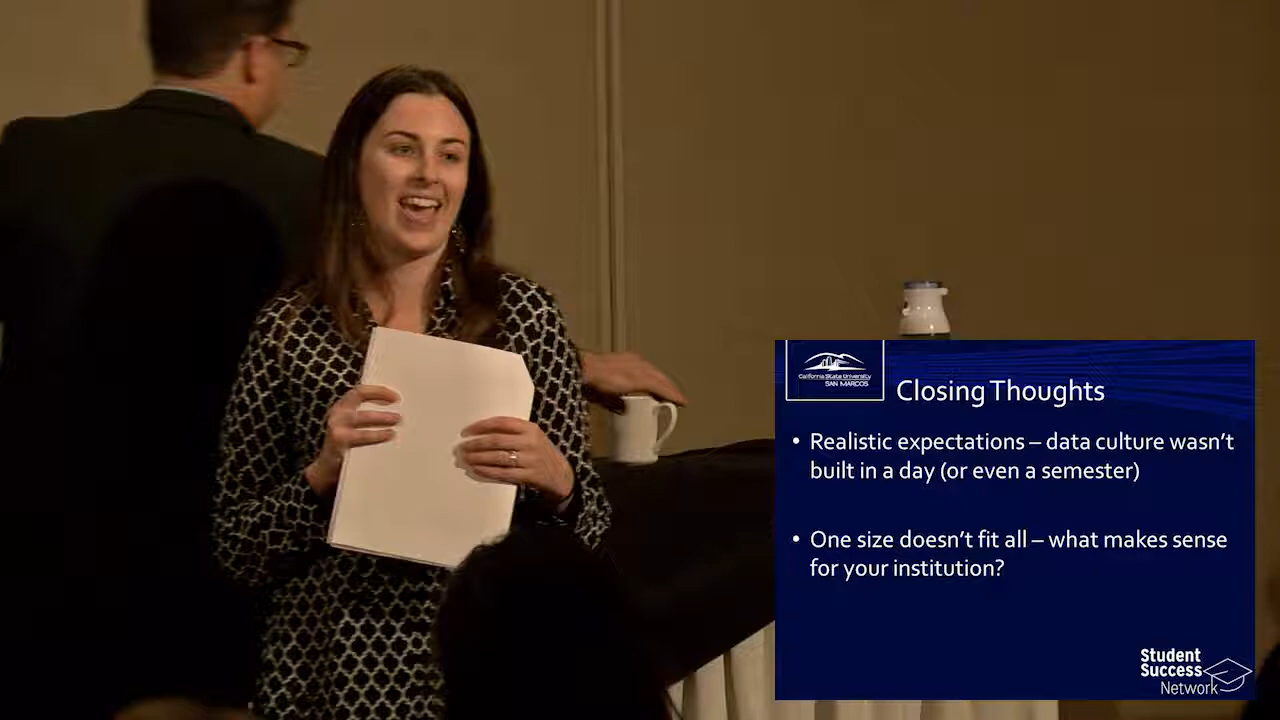 California State University
SAN MARCOS
Closing Thoughts
• Realistic expectations – data culture wasn't
built in a day (or even a semester)
• One size doesn't fit all – what makes sense
for your institution?
Student
Success
Network